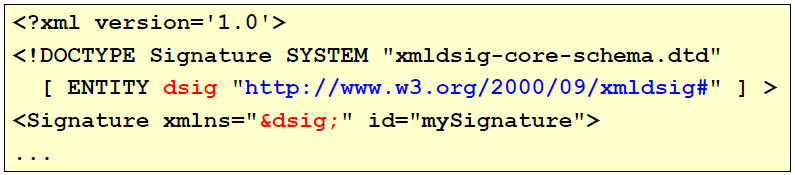 <?xml version='1.0'>
<!DOCTYPE Signature SYSTEM "xmldsig-core-schema.dtd"
[ ENTITY dsig "http://www.w3.org/2000/09/xmldsig#" ] >
<Signature xmlns="&dsig;" id="mySignature">
...